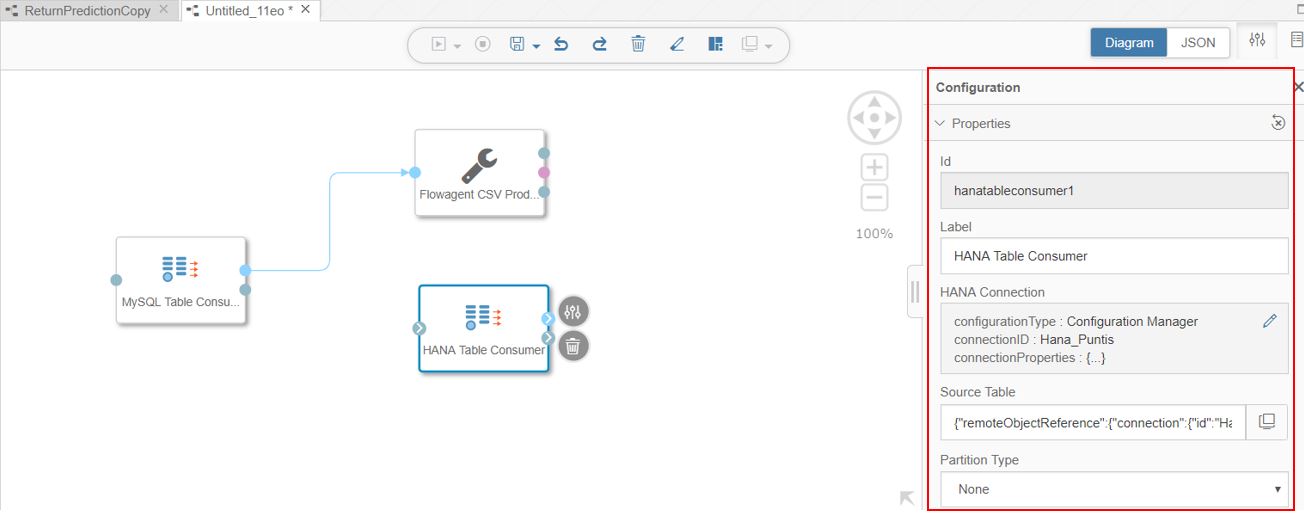 ReturnPredictionCopy
Untitled_11eo *
Diagram
JSON
Configuration
Properties
Id
hanatableconsumer1
Label
HANA Table Consumer
HANA Connection
configurationType : Configuration Manager
connectionID : Hana_Puntis
connectionProperties : {...}
Source Table
{"remoteObjectReference":{"connection":{"id":"Ha
Partition Type
None
Flowagent CSV Prod...
MySQL Table Consu...
HANA Table Consumer
100%